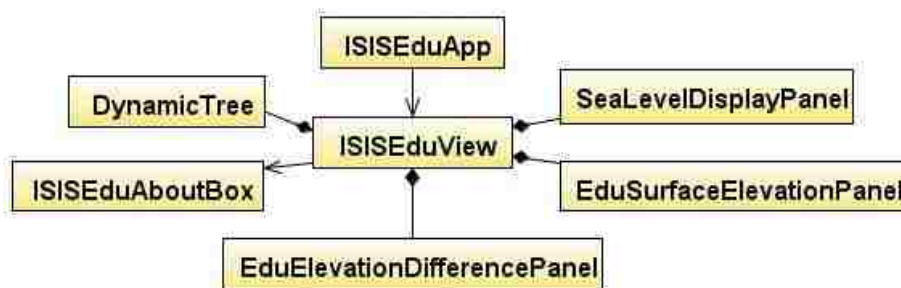 ISISEduApp
DynamicTree
SeaLevelDisplayPanel
ISISEduView
ISISEduAboutBox
EduSurfaceElevationPanel
EduElevationDifferencePanel